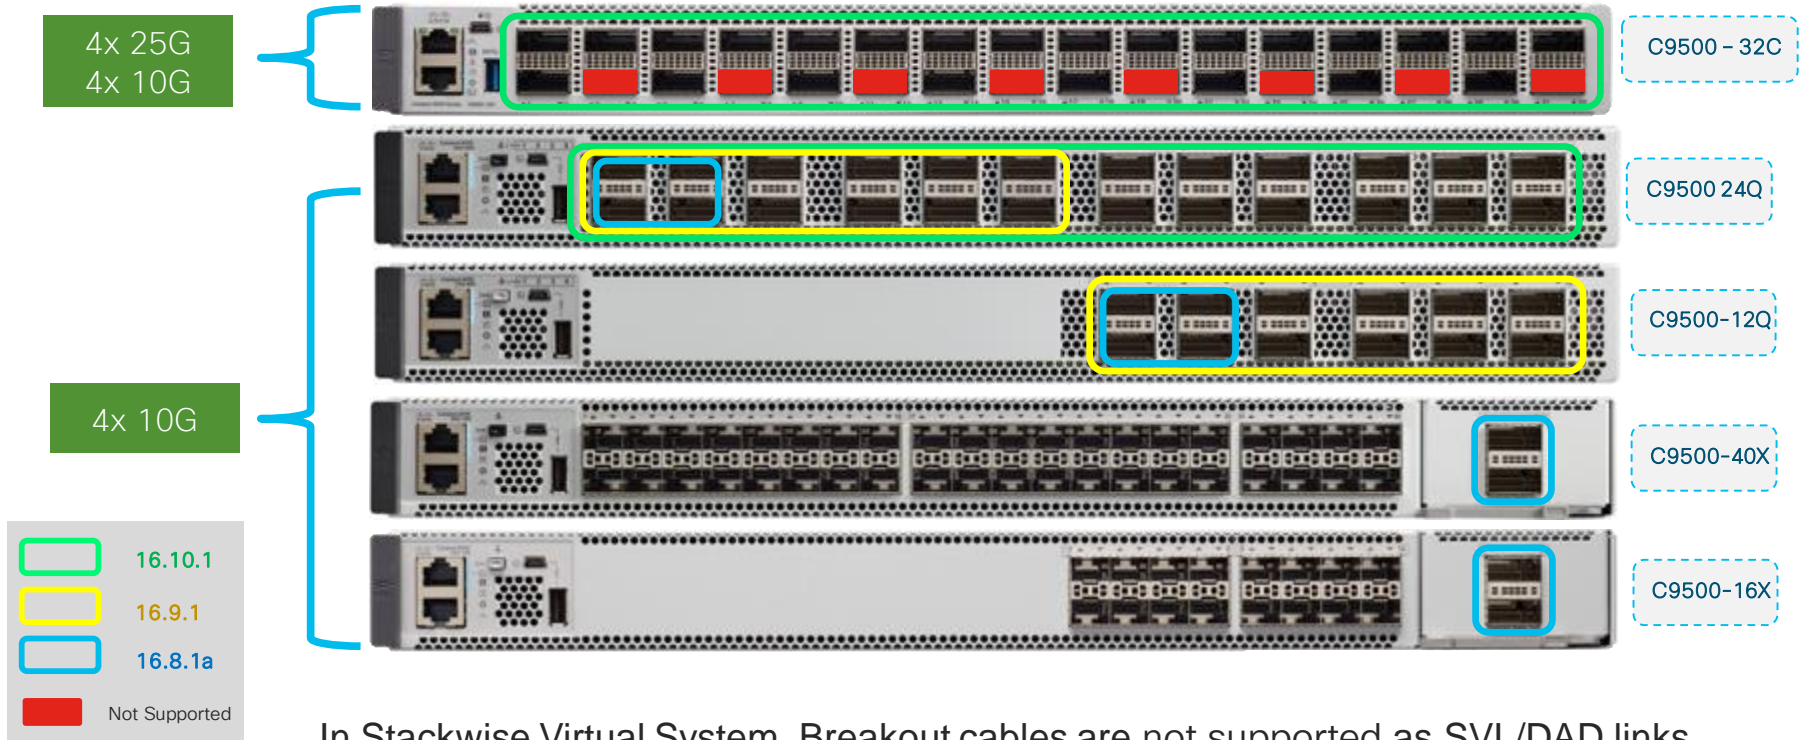 4x 25G
4x 10G
C9500 - 32C
C9500 24Q
C9500-12Q
4x 10G
C9500-40X
C9500-16X
16.10.1
16.9.1
16.8.1a
Not Supported
In Stackwise Virtual System, Breakout cables are not supported as SVL/DAD links